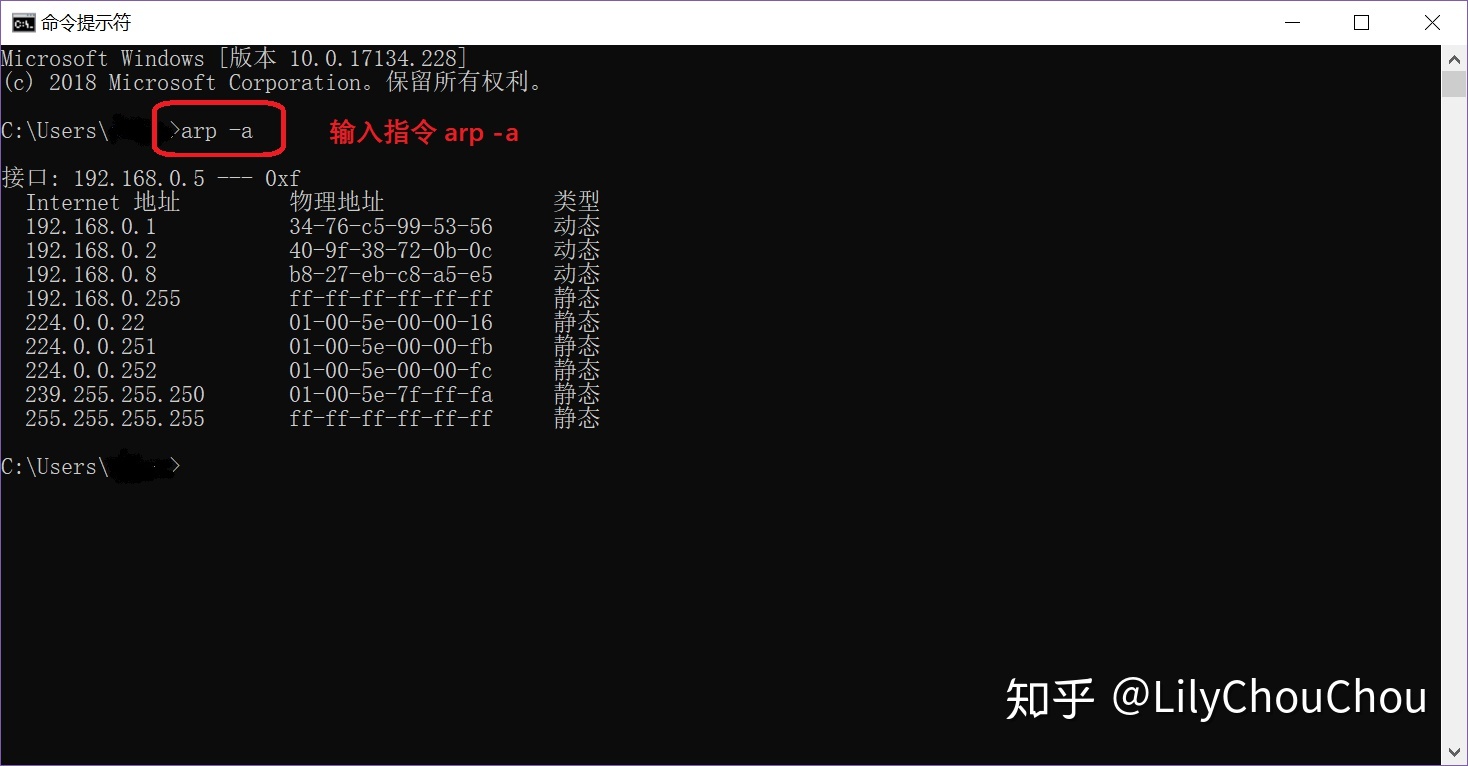 命令提示符
Microsoft Windows [版本 10.0.17134.228]
(c) 2018 Microsoft Corporation。保留所有权利。
C:\Users\ >arp -a 输入指令 arp -a
接口: 192.168.0.5 --- 0xf
Internet 地址 物理地址 类型
192.168.0.1 34-76-c5-99-53-56 动态
192.168.0.2 40-9f-38-72-0b-0c 动态
192.168.0.8 b8-27-eb-c8-a5-e5 动态
192.168.0.255 ff-ff-ff-ff-ff-ff 静态
224.0.0.22 01-00-5e-00-00-16 静态
224.0.0.251 01-00-5e-00-00-fb 静态
224.0.0.252 01-00-5e-00-00-fc 静态
239.255.255.250 01-00-5e-7f-ff-fa 静态
255.255.255.255 ff-ff-ff-ff-ff-ff 静态
C:\Users\ >
知乎 @LilyChouChou